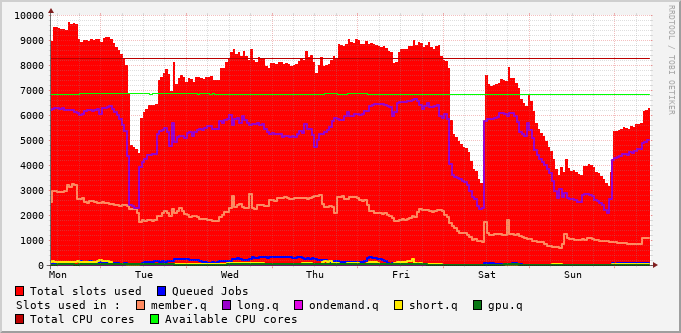 10000
9000
8000
7000
6000
5000
4000
3000
2000
1000
0
Mon Tue Wed Thu Fri Sat Sun
Total slots used Queued Jobs
Slots used in : member.q long.q ondemand.q short.q gpu.q
Total CPU cores Available CPU cores
RRDTOOL / TOBI OETIKER